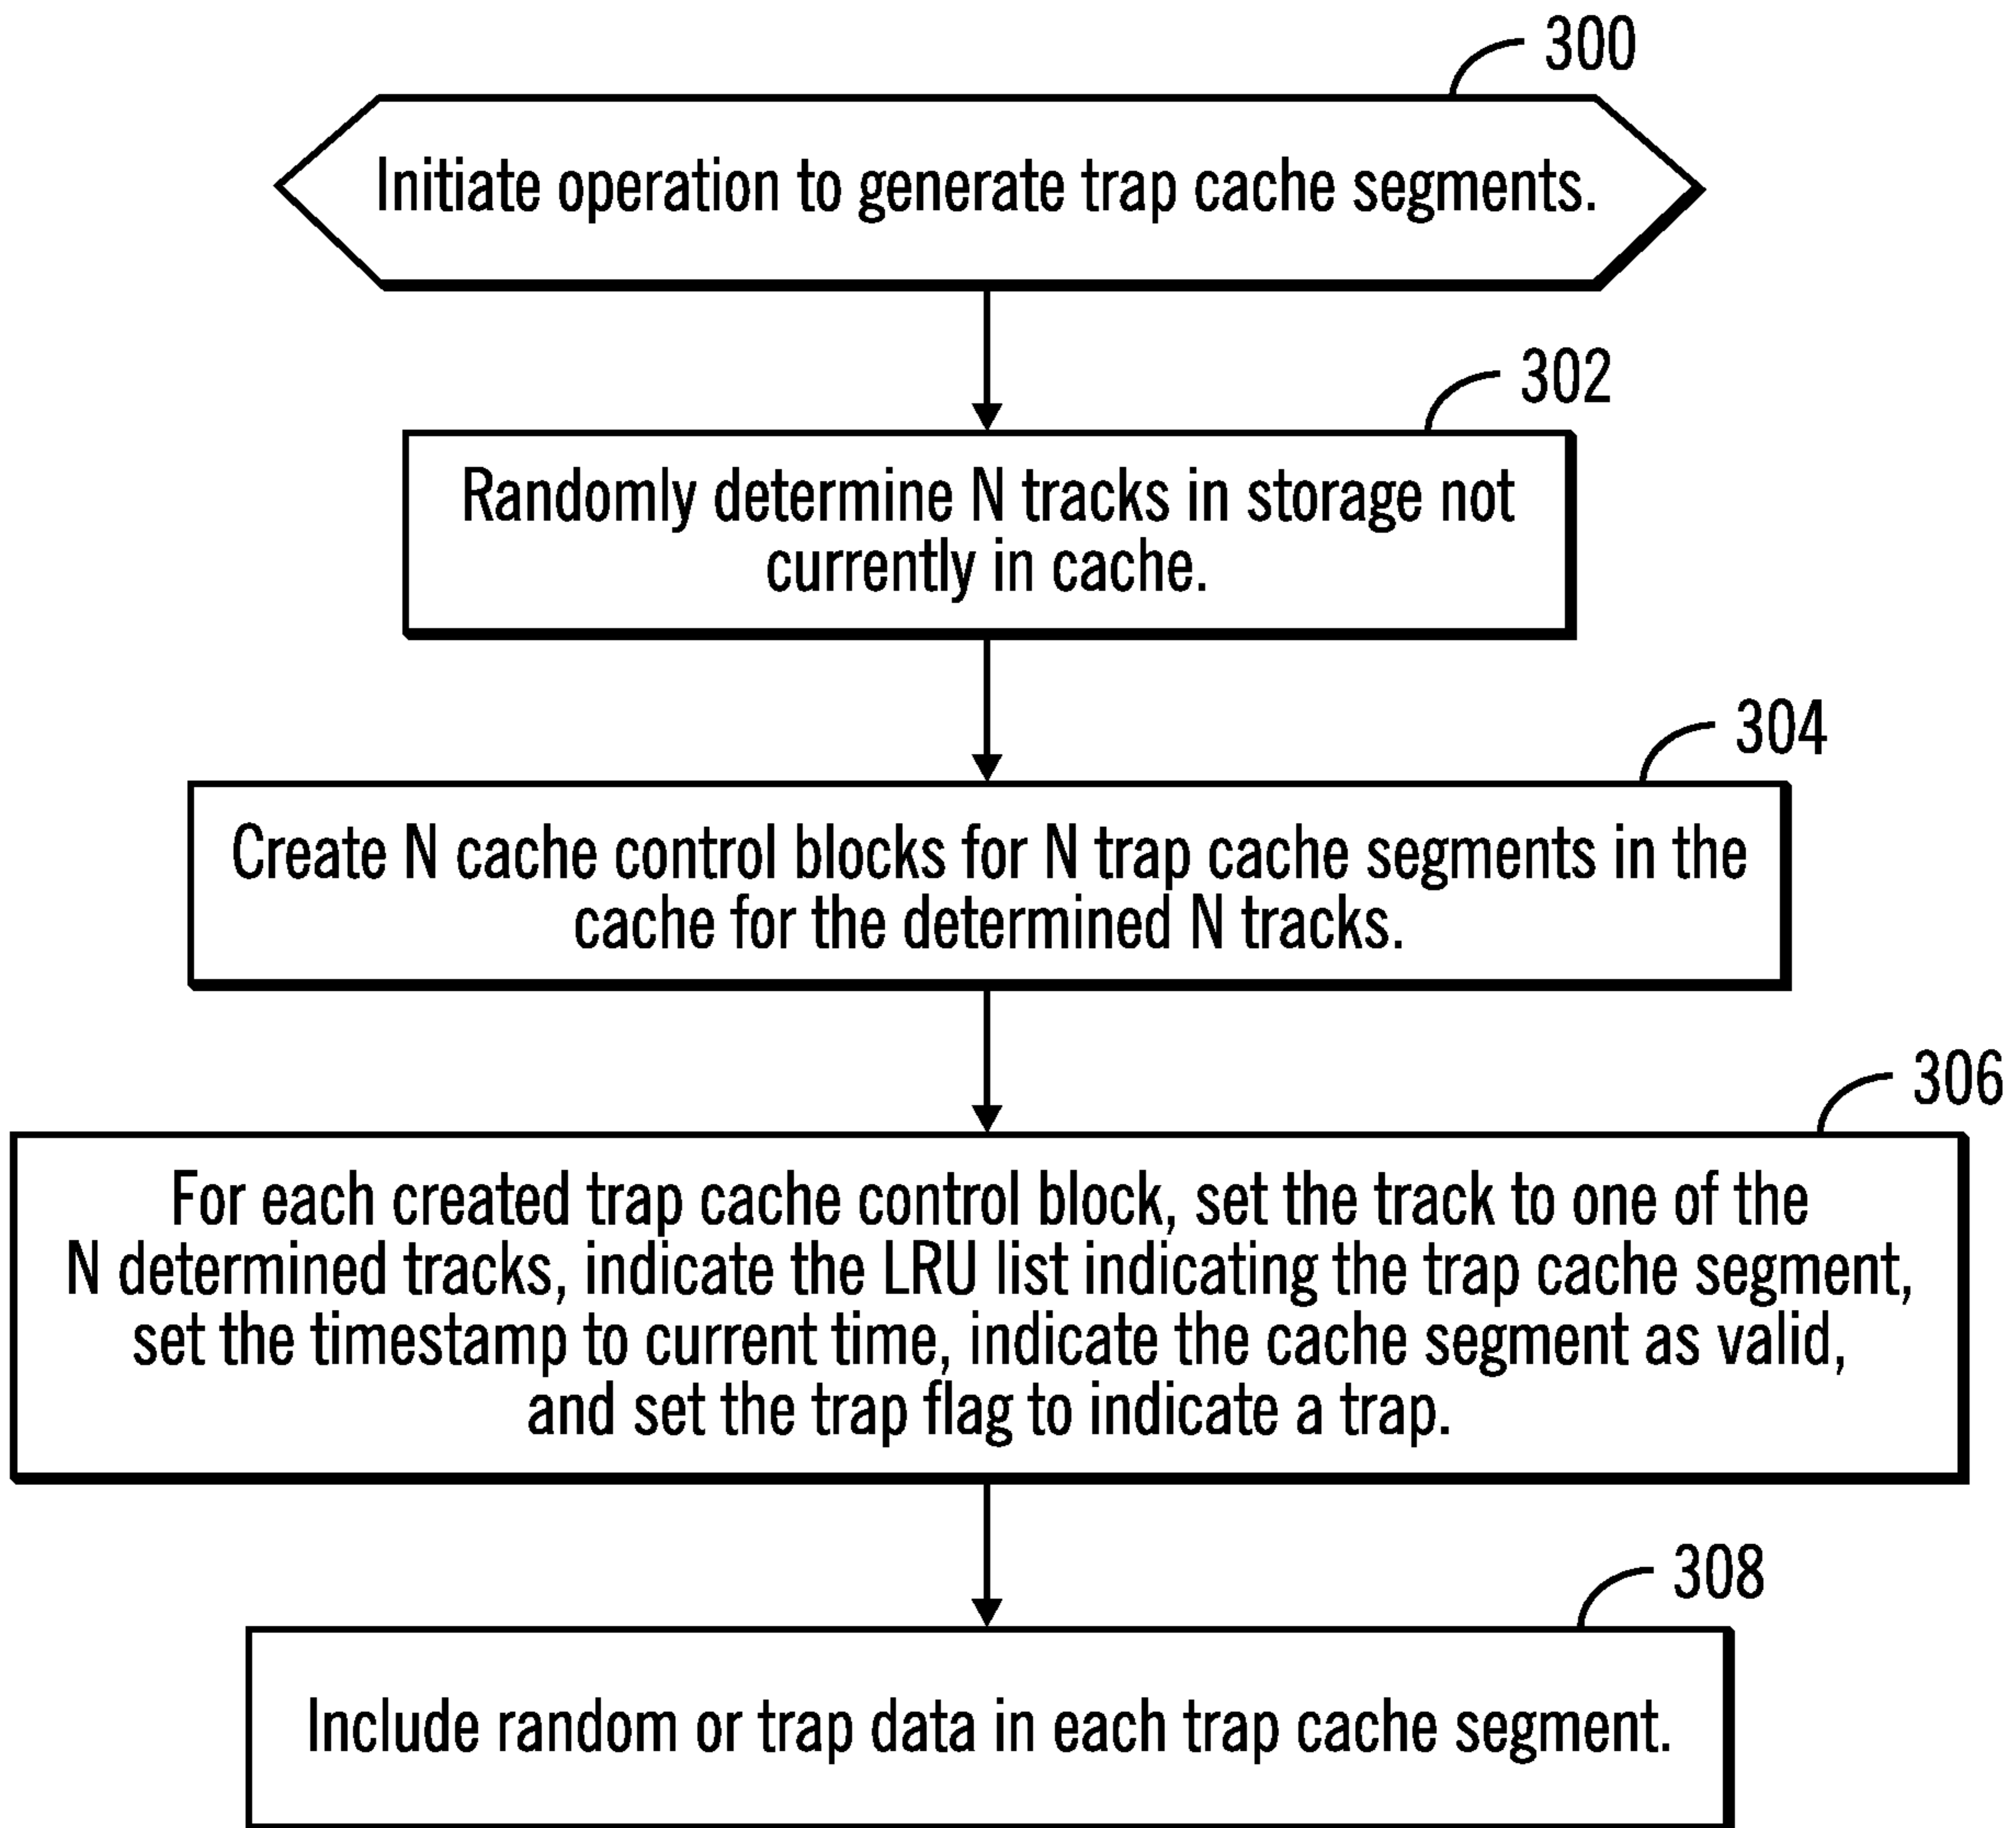 300
Initiate operation to generate trap cache segments.
302
Randomly determine N tracks in storage not
currently in cache.
304
Create N cache control blocks for N trap cache segments in the
cache for the determined N tracks.
306
For each created trap cache control block, set the track to one of the
N determined tracks, indicate the LRU list indicating the trap cache segment,
set the timestamp to current time, indicate the cache segment as valid,
and set the trap flag to indicate a trap.
308
Include random or trap data in each trap cache segment.